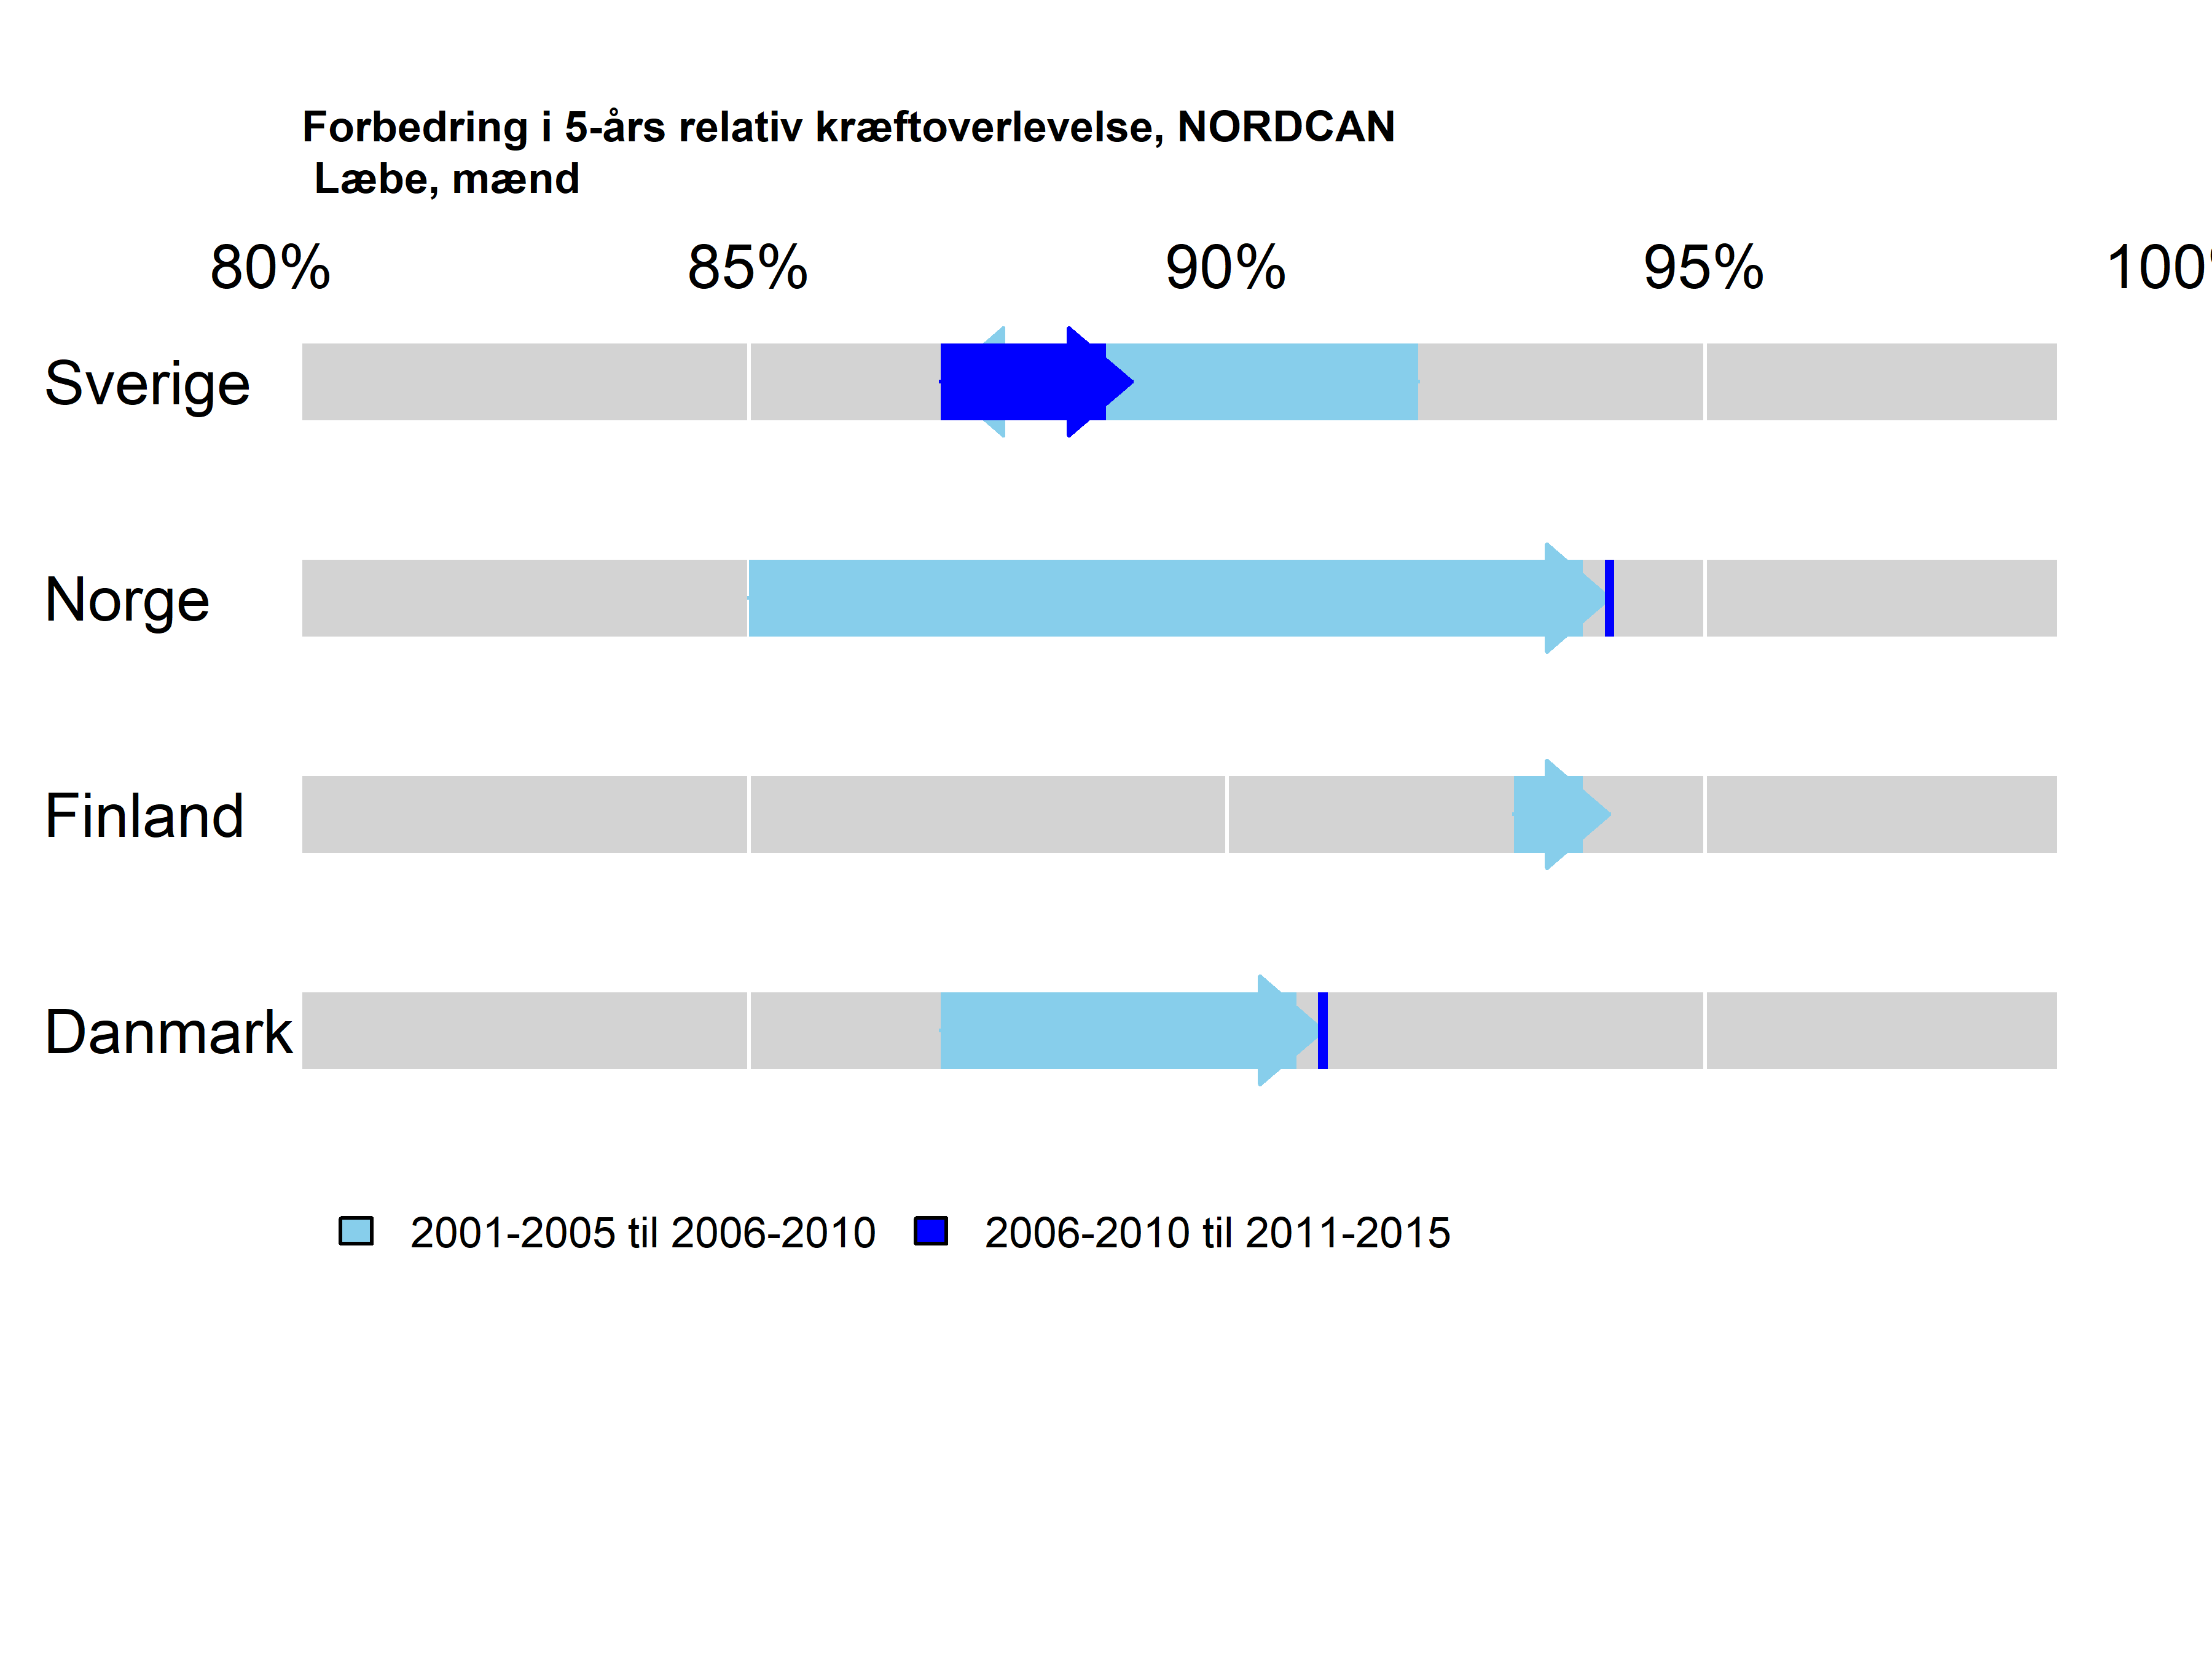 Forbedring i 5-års relativ kræftoverlevelse, NORDCAN
Læbe, mænd
80% 85% 90% 95% 100%
Sverige
Norge
Finland
Danmark
2001-2005 til 2006-2010 2006-2010 til 2011-2015